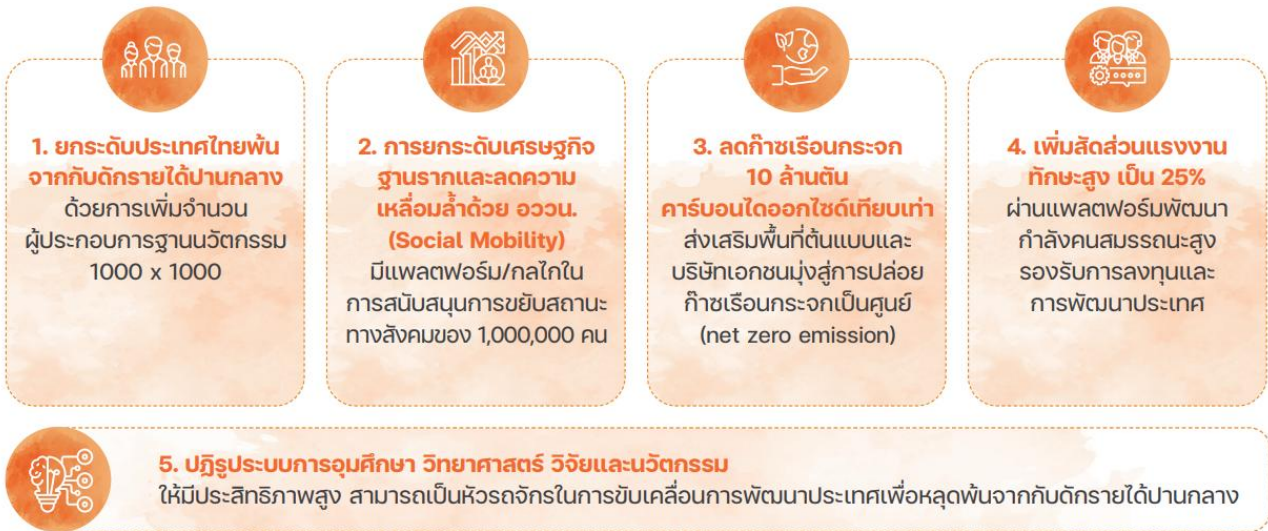 1. ยกระดับประเทศไทยพ้น
จากกับดักรายได้ปานกลาง
ด้วยการเพิ่มจำนวน
ผู้ประกอบการฐานนวัตกรรม
1000 x 1000
2. การยกระดับเศรษฐกิจ
ฐานรากและลดความ
เหลื่อมล้ำด้วย อววน.
(Social Mobility)
มีแพลตฟอร์ม/กลไกใน
การสนับสนุนการขยับสถานะ
ทางสังคมของ 1,000,000 คน
3. ลดก๊าซเรือนกระจก
10 ล้านตัน
คาร์บอนไดออกไซด์เทียบเท่า
ส่งเสริมพื้นที่ต้นแบบและ
บริษัทเอกชนมุ่งสู่การปล่อย
ก๊าซเรือนกระจกเป็นศูนย์
(net zero emission)
4. เพิ่มสัดส่วนแรงงาน
ทักษะสูง เป็น 25%
ผ่านแพลตฟอร์มพัฒนา
กำลังคนสมรรถนะสูง
รองรับการลงทุนและ
การพัฒนาประเทศ
5. ปฏิรูประบบการอุมศึกษา วิทยาศาสตร์ วิจัยและนวัตกรรม
ให้มีประสิทธิภาพสูง สามารถเป็นหัวรถจักรในการขับเคลื่อนการพัฒนาประเทศเพื่อหลุดพ้นจากกับดักรายได้ปานกลาง